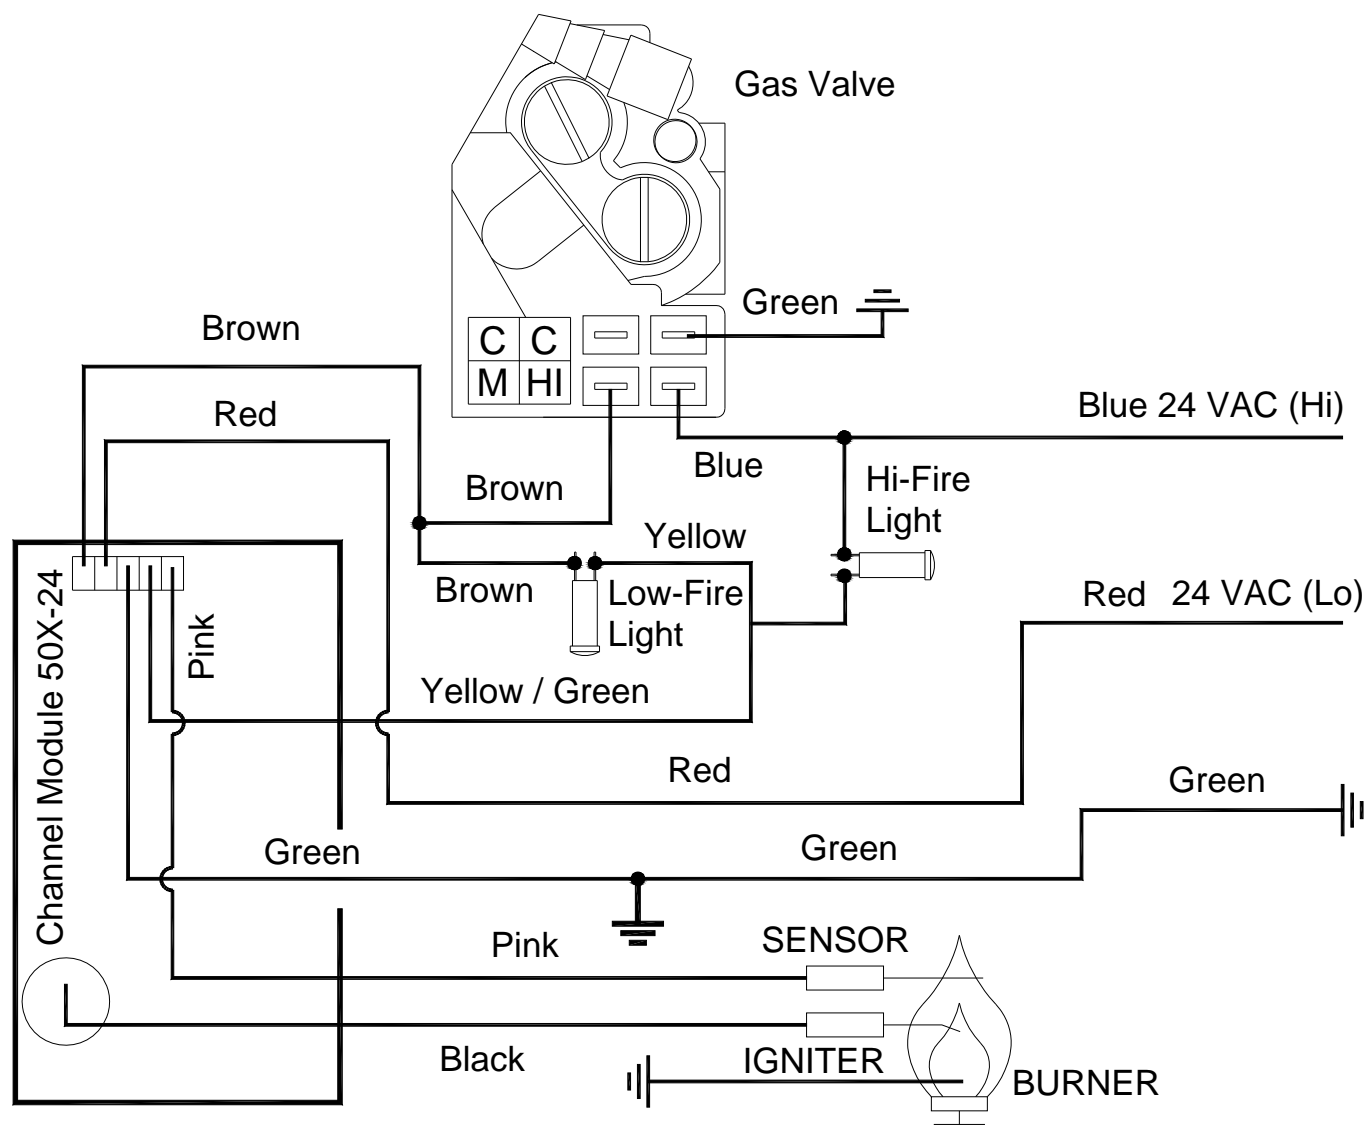 Gas Valve
Green
Brown
C C
M HI
Red
Blue 24 VAC (Hi)
Blue
Hi-Fire
Light
Brown
Yellow
Brown
Low-Fire
Light
Red 24 VAC (Lo)
Channel Module 50X-24
Pink
Yellow / Green
Red
Green
Green
Green
Pink
SENSOR
Black
IGNITER
BURNER